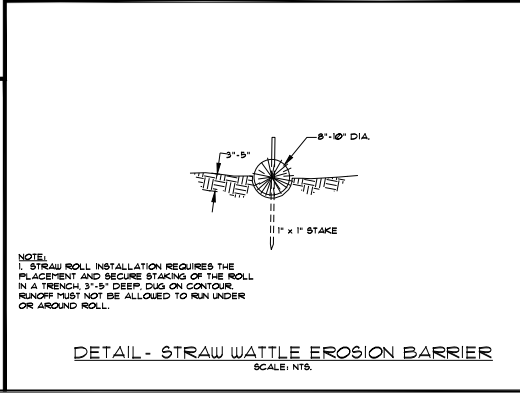 8"-10" DIA.
3"-5"
1" x 1" STAKE
NOTE:
1. STRAW ROLL INSTALLATION REQUIRES THE
PLACEMENT AND SECURE STAKING OF THE ROLL
IN A TRENCH, 3"-5" DEEP, DUG ON CONTOUR.
RUNOFF MUST NOT BE ALLOWED TO RUN UNDER
OR AROUND ROLL.
DETAIL - STRAW WATTLE EROSION BARRIER
SCALE: NTS.